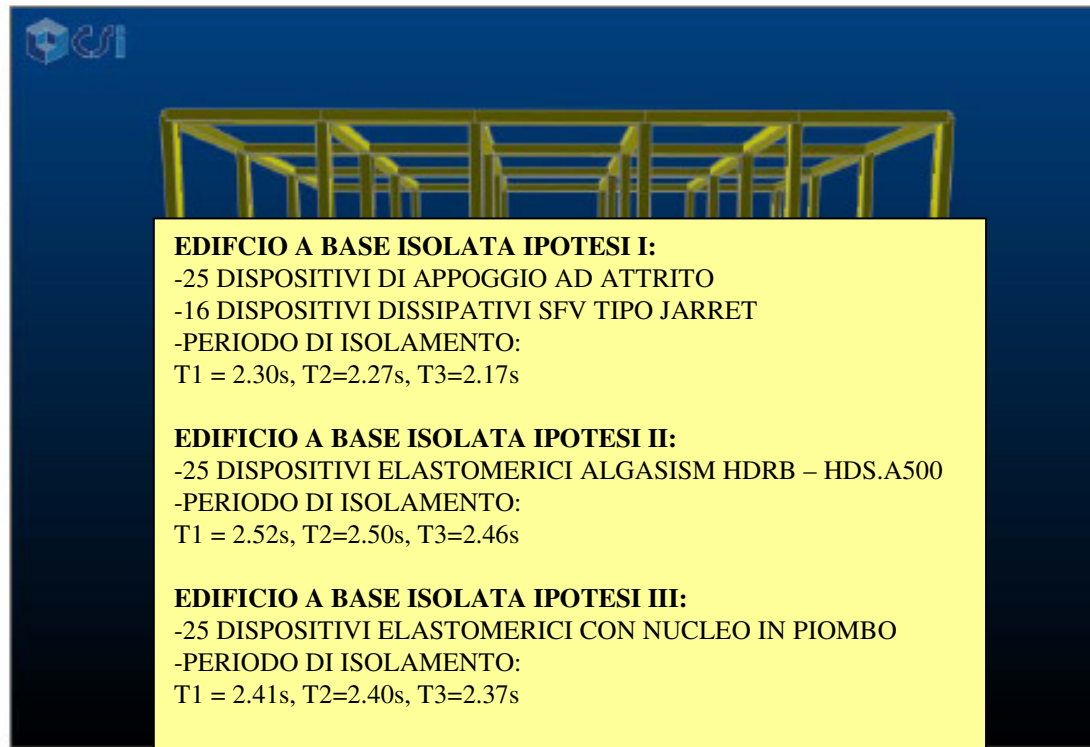 CSI
EDIFCIO A BASE ISOLATA IPOTESI I:
-25 DISPOSITIVI DI APPOGGIO AD ATTRITO
-16 DISPOSITIVI DISSIPATIVI SFV TIPO JARRET
-PERIODO DI ISOLAMENTO:
T1 = 2.30s, T2=2.27s, T3=2.17s
EDIFICIO A BASE ISOLATA IPOTESI II:
-25 DISPOSITIVI ELASTOMERICI ALGASISM HDRB – HDS.A500
-PERIODO DI ISOLAMENTO:
T1 = 2.52s, T2=2.50s, T3=2.46s
EDIFICIO A BASE ISOLATA IPOTESI III:
-25 DISPOSITIVI ELASTOMERICI CON NUCLEO IN PIOMBO
-PERIODO DI ISOLAMENTO:
T1 = 2.41s, T2=2.40s, T3=2.37s